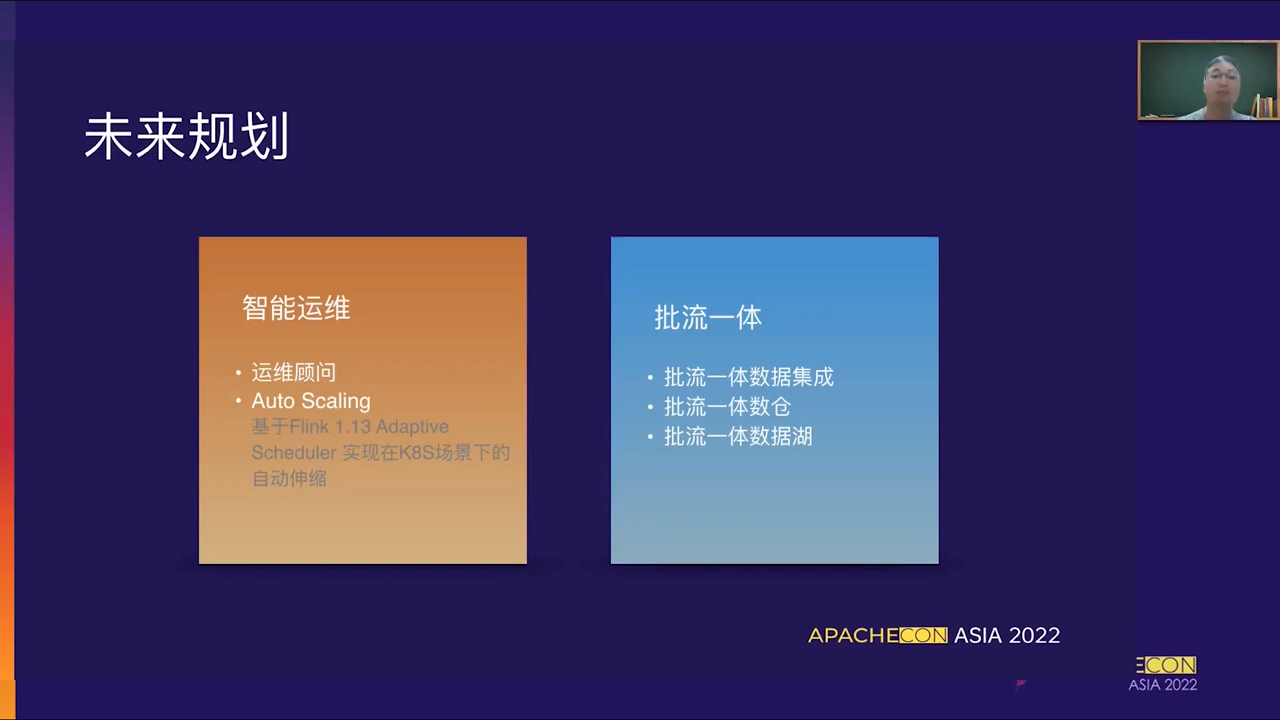 未来规划
智能运维
• 运维顾问
• Auto Scaling
基于Flink 1.13 Adaptive
Scheduler 实现在K8S场景下的
自动伸缩
批流一体
• 批流一体数据集成
• 批流一体数仓
• 批流一体数据湖
APACHECON ASIA 2022
ECON
ASIA 2022